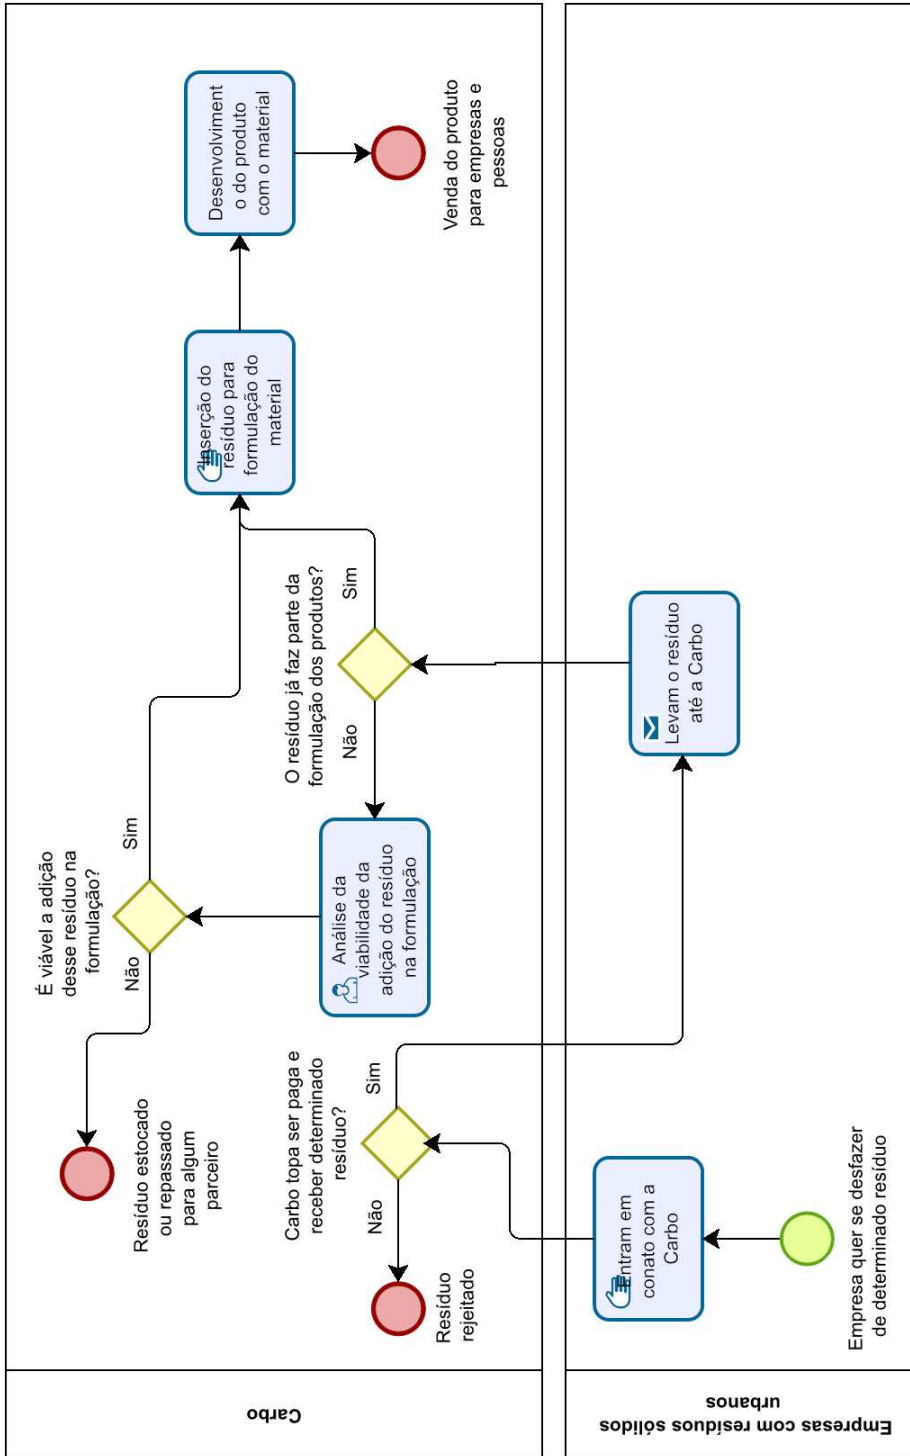 Carbo
Resíduo estocado
ou repassado
para algum
parceiro
É viável a adição
desse resíduo na
formulação?
Não
Sim
Inserção do
resíduo para
formulação do
material
Desenvolviment
o do produto
com o material
Venda do produto
para empresas e
pessoas
O resíduo já faz parte da
formulação dos produtos?
Não
Sim
Análise da
viabilidade da
adição do resíduo
na formulação
Carbo topa ser paga e
receber determinado
resíduo?
Não
Sim
Resíduo
rejeitado
Empresas com resíduos sólidos
urbanos
Entram em
conato com a
Carbo
Levam o resíduo
até a Carbo
Empresa quer se desfazer
de determinado resíduo